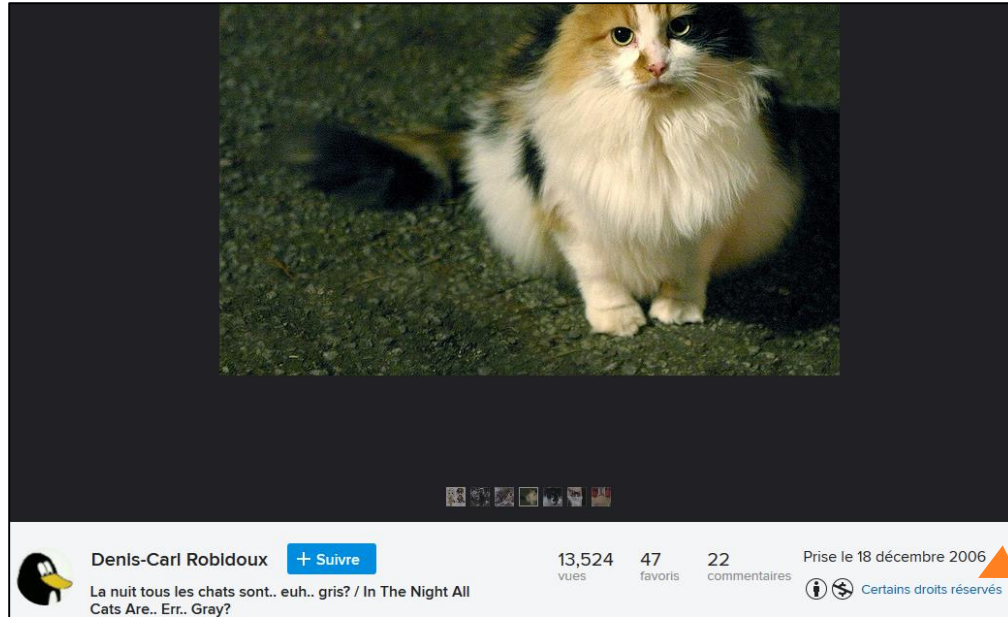 Denis-Carl Robidoux
+ Suivre
La nuit tous les chats sont.. euh.. gris? / In The Night All
Cats Are.. Err.. Gray?
13,524
vues
47
favoris
22
commentaires
Prise le 18 décembre 2006
Certains droits réservés